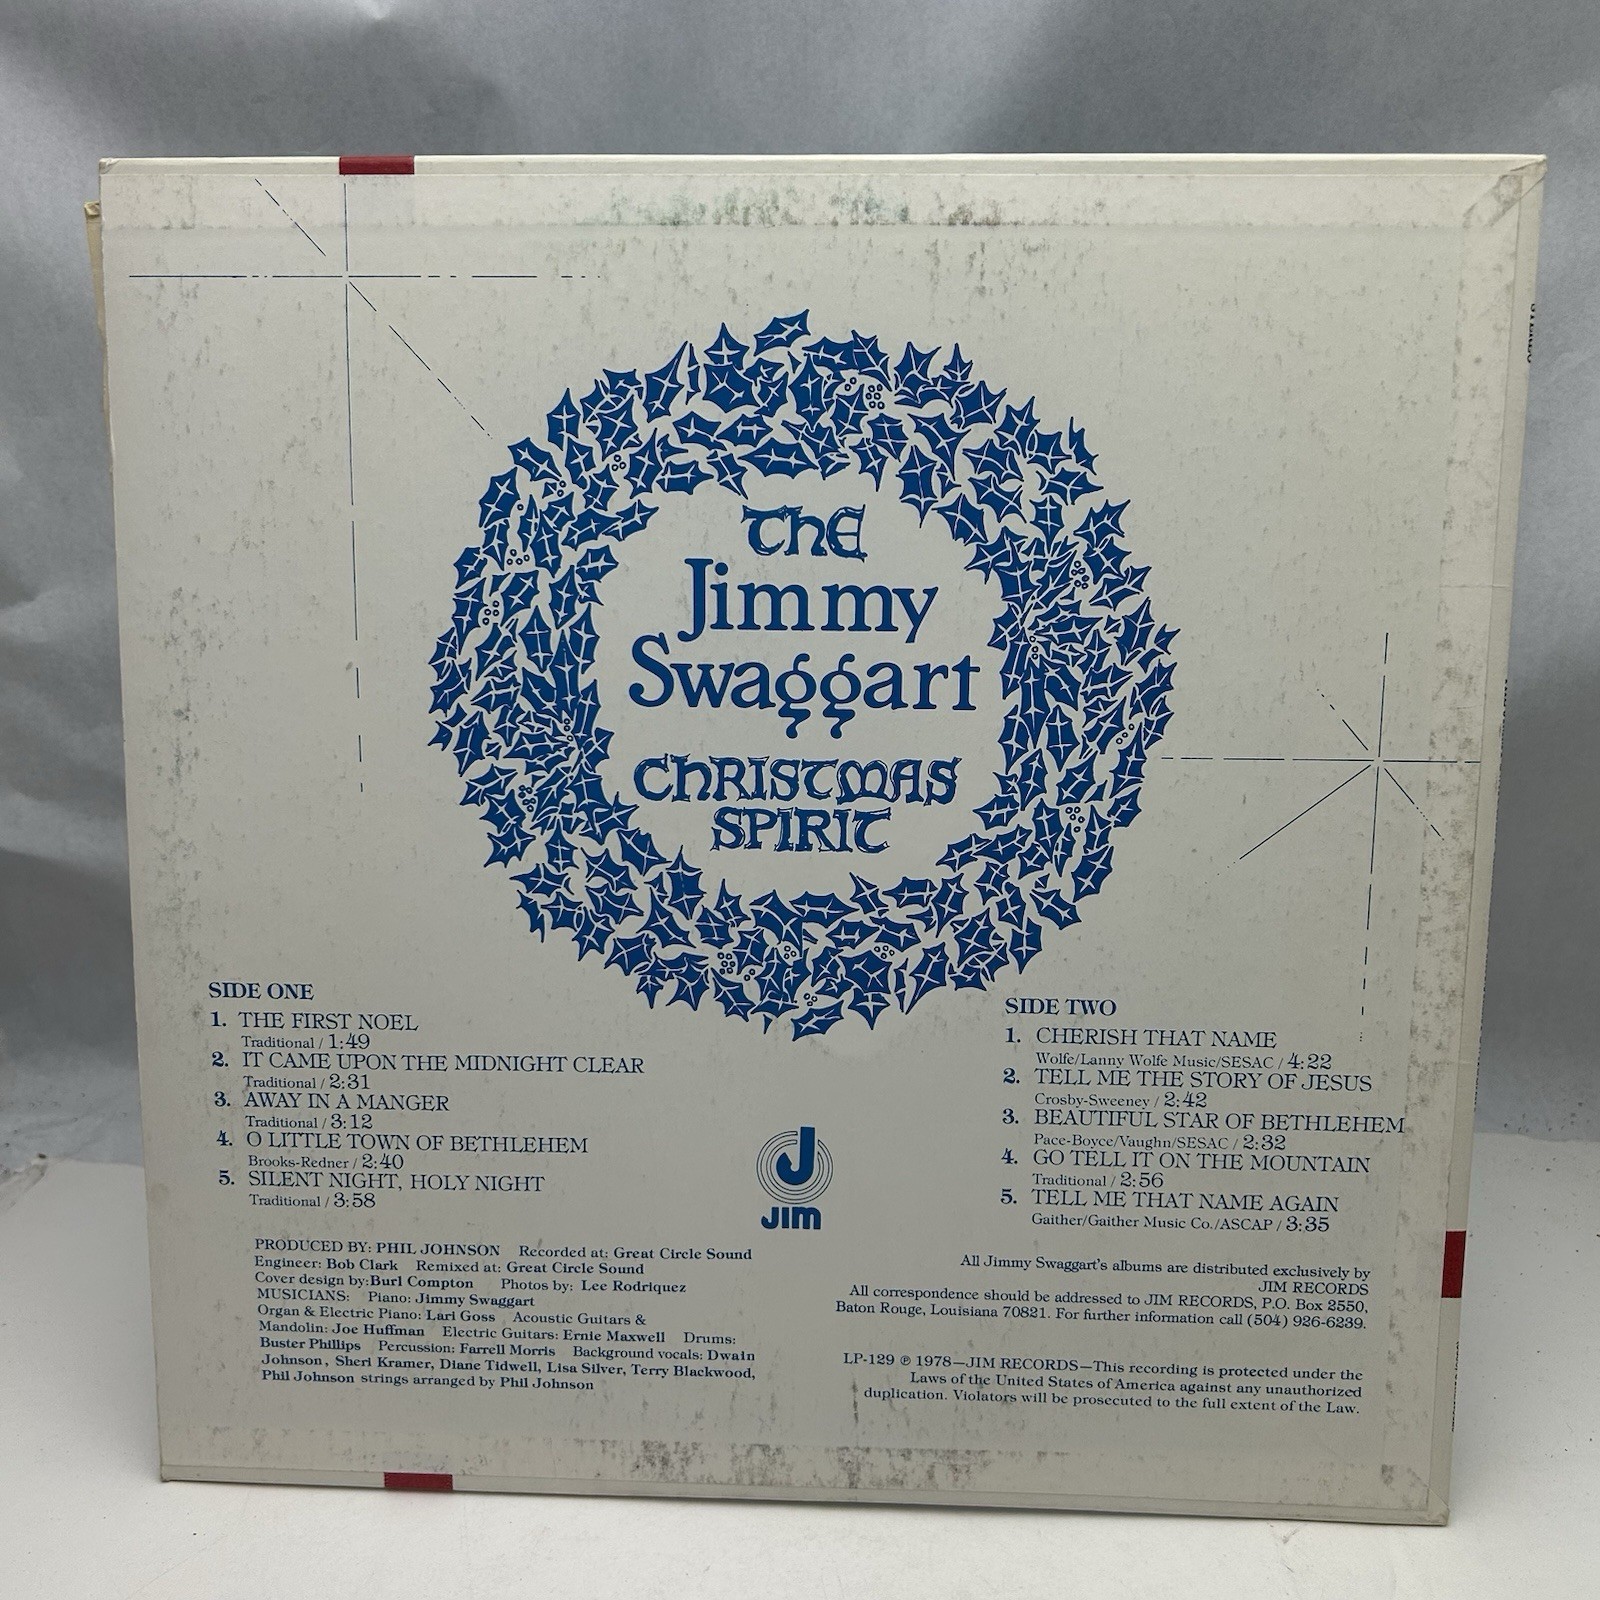 THE
Jimmy
Swaggart
CHRISTMAS
SPIRIT
SIDE ONE
1. THE FIRST NOEL
Traditional / 1:49
2. IT CAME UPON THE MIDNIGHT CLEAR
Traditional / 2:31
3. AWAY IN A MANGER
Traditional / 3:12
4. O LITTLE TOWN OF BETHLEHEM
Brooks-Redner / 2:40
5. SILENT NIGHT, HOLY NIGHT
Traditional / 3:58
SIDE TWO
1. CHERISH THAT NAME
Wolfe/Lanny Wolfe Music/SESAC / 4:22
2. TELL ME THE STORY OF JESUS
Crosby-Sweeney / 2:42
3. BEAUTIFUL STAR OF BETHLEHEM
Pace-Boyce/Vaughn/SESAC / 2:32
4. GO TELL IT ON THE MOUNTAIN
Traditional / 2:56
5. TELL ME THAT NAME AGAIN
Gaither/Gaither Music Co./ASCAP / 3:35
J
JIM
PRODUCED BY: PHIL JOHNSON Recorded at: Great Circle Sound
Engineer: Bob Clark Remixed at: Great Circle Sound
Cover design by:Burl Compton Photos by: Lee Rodriquez
MUSICIANS: Piano: Jimmy Swaggart
Organ & Electric Piano: Lari Goss Acoustic Guitars &
Mandolin: Joe Huffman Electric Guitars: Ernie Maxwell Drums:
Buster Phillips Percussion: Farrell Morris Background vocals: Dwain
Johnson, Sheri Kramer, Diane Tidwell, Lisa Silver, Terry Blackwood,
Phil Johnson strings arranged by Phil Johnson
All Jimmy Swaggart's albums are distributed exclusively by
JIM RECORDS
All correspondence should be addressed to JIM RECORDS, P.O. Box 2550,
Baton Rouge, Louisiana 70821. For further information call (504) 926-6239.
LP-129 ℗ 1978—JIM RECORDS—This recording is protected under the
Laws of the United States of America against any unauthorized
duplication. Violators will be prosecuted to the full extent of the Law.